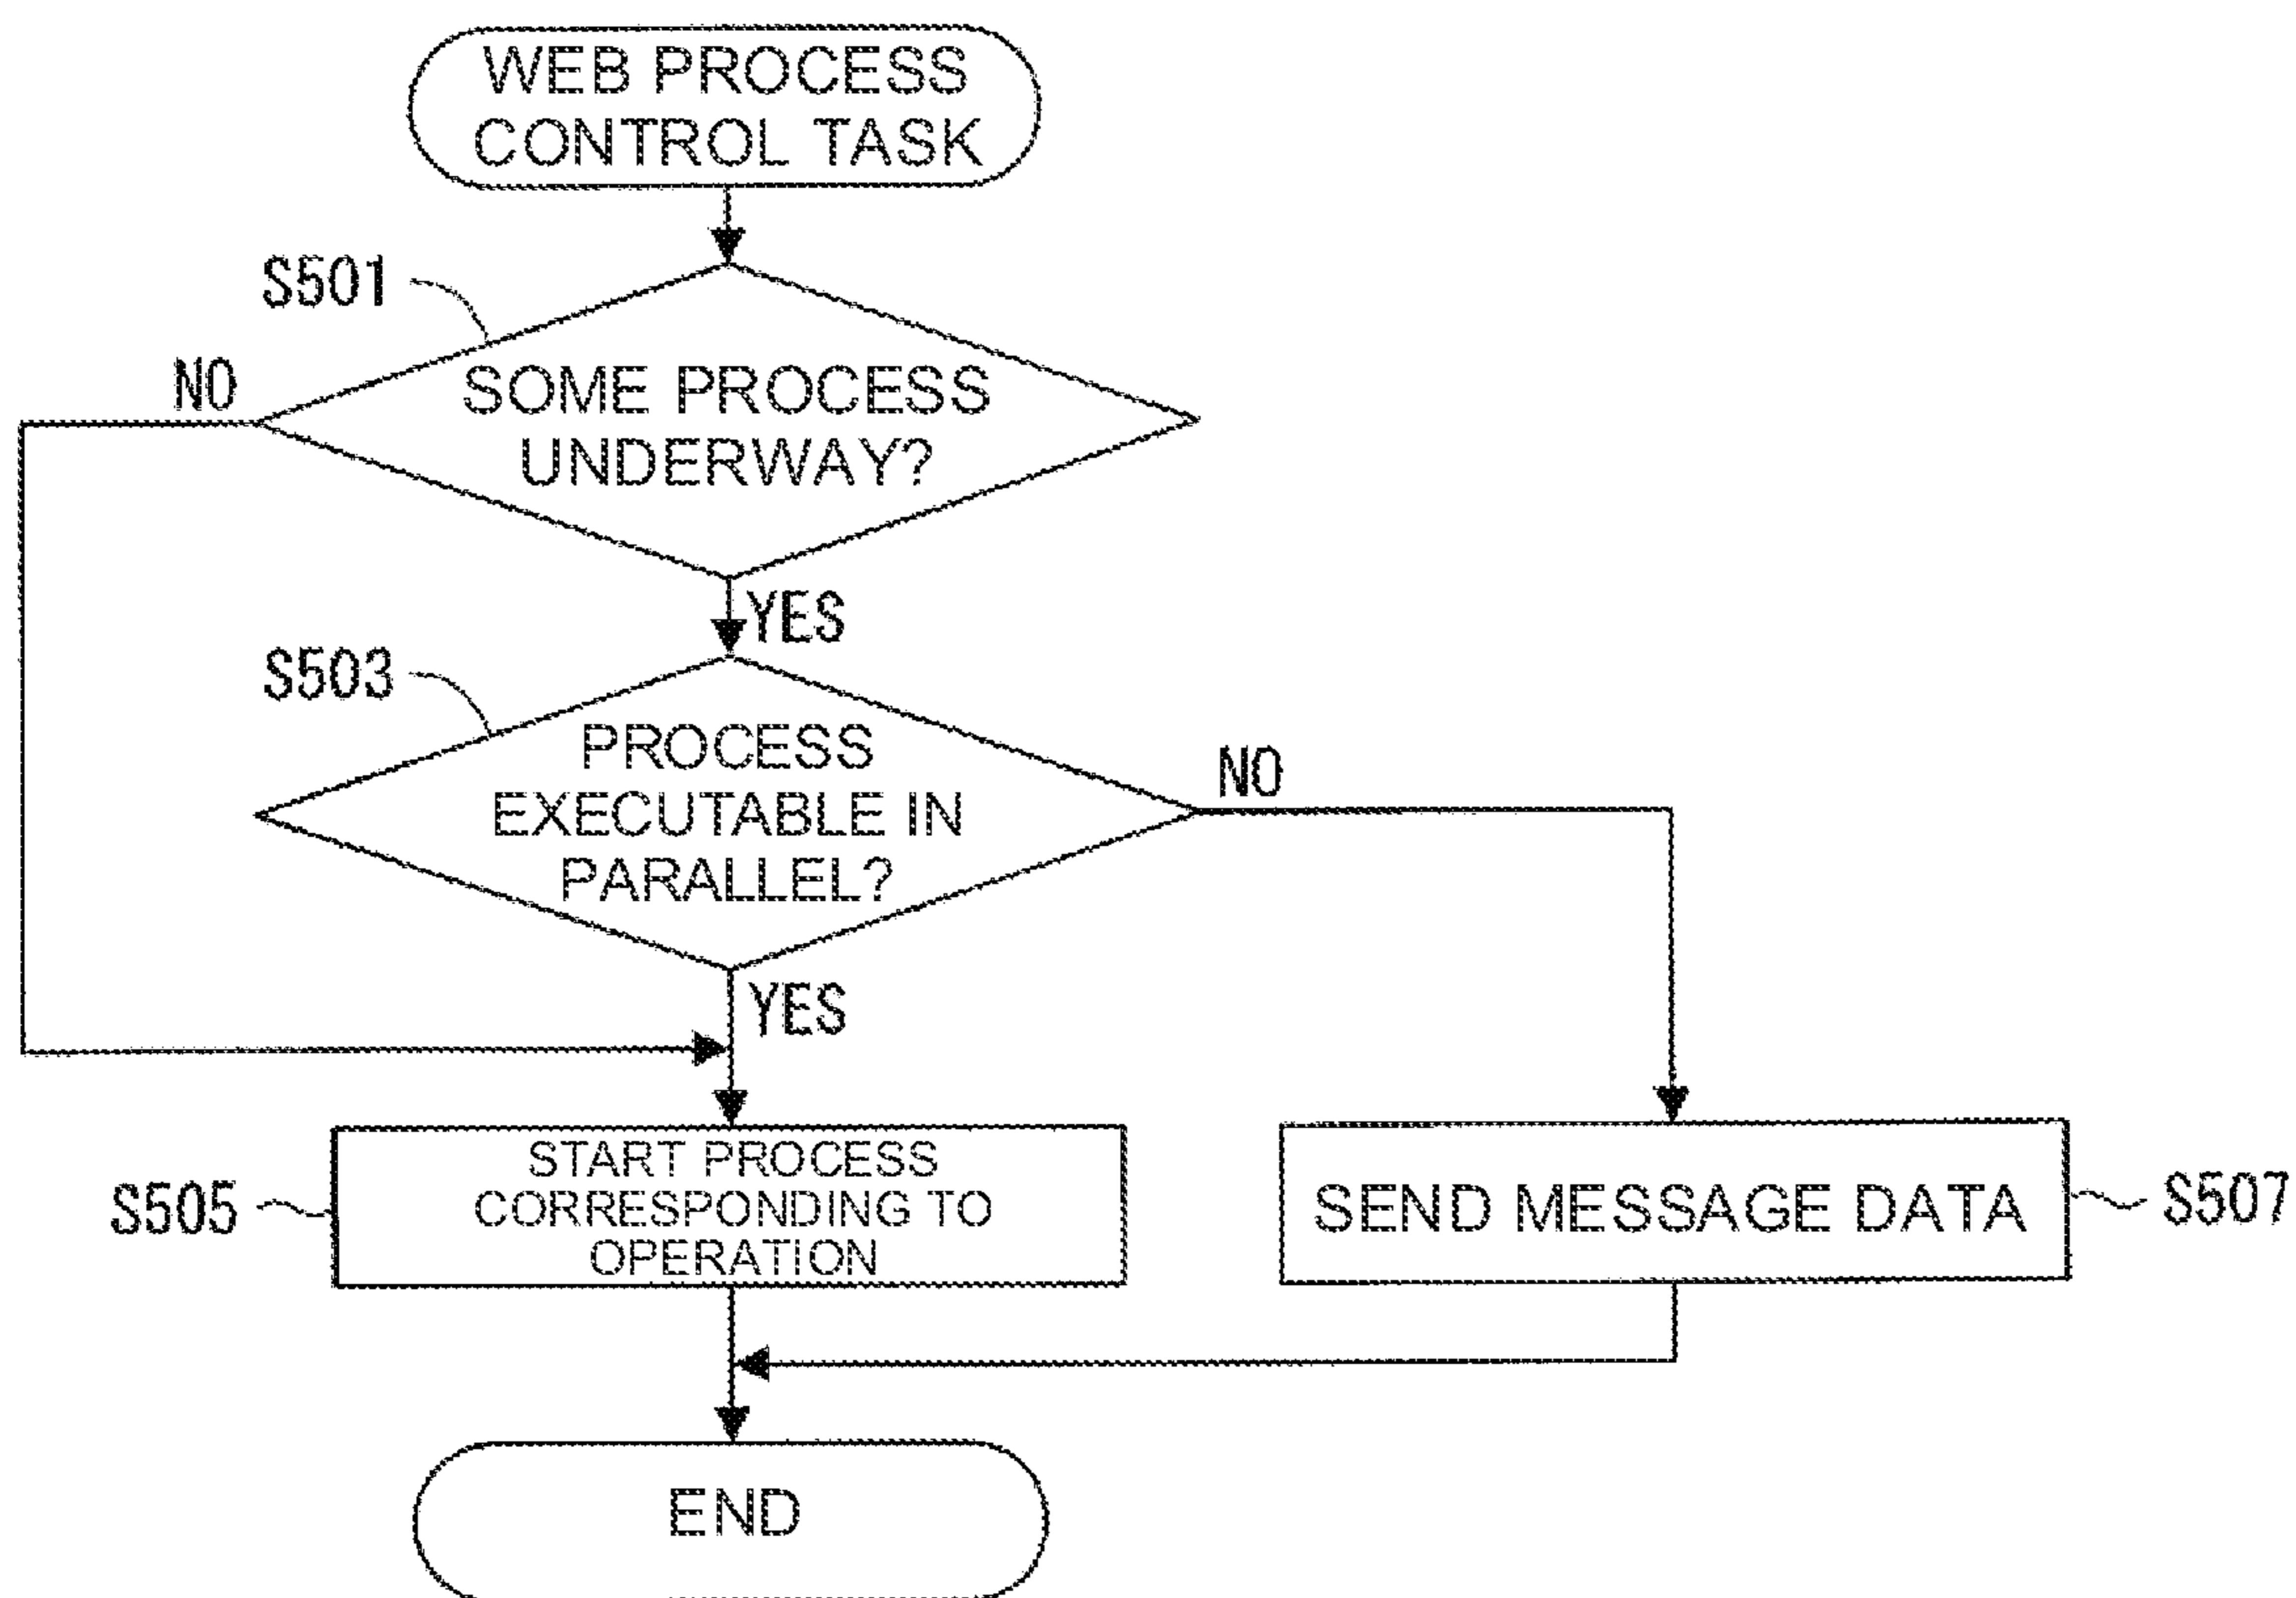 WEB PROCESS
CONTROL TASK
S501
NO
SOME PROCESS
UNDERWAY?
YES
S503
PROCESS
EXECUTABLE IN
PARALLEL?
NO
YES
START PROCESS
CORRESPONDING TO
OPERATION
S505
SEND MESSAGE DATA
S507
END